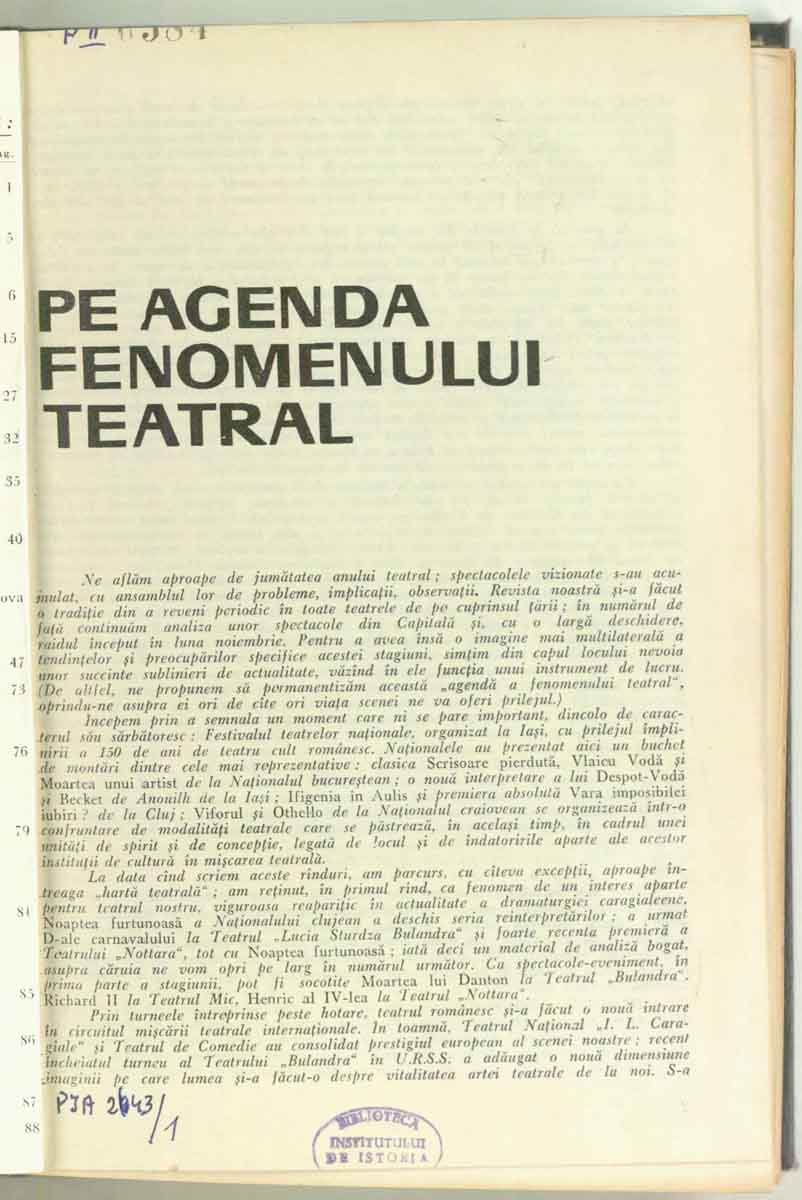 P II
PE AGENDA
FENOMENULUI
TEATRAL
Ne aflăm aproape de jumătatea anului teatral ; spectacolele vizionate s-au acu-
mulat, cu ansamblul lor de probleme, implicații, observații. Revista noastră și-a făcut
o tradiție din a reveni periodic în toate teatrele de pe cuprinsul țării ; în numărul de
față continuăm analiza unor spectacole din Capitală și, cu o largă deschidere,
raidul început în luna noiembrie. Pentru a avea însă o imagine mai multilaterală a
tendințelor și preocupărilor specifice acestei stagiuni, simțim din capul locului nevoia
unor succinte sublinieri de actualitate, văzînd în ele funcția unui instrument de lucru.
(De altfel, ne propunem să permanentizăm această „agendă a fenomenului teatral“,
oprindu-ne asupra ei ori de cîte ori viața scenei ne va oferi prilejul.)
Începem prin a semnala un moment care ni se pare important, dincolo de carac-
terul său sărbătoresc : Festivalul teatrelor naționale, organizat la Iași, cu prilejul împli-
nirii a 150 de ani de teatru cult românesc. Naționalele au prezentat aici un buchet
de montări dintre cele mai reprezentative : clasica Scrisoare pierdută, Vlaicu Vodă și
Moartea unui artist de la Naționalul bucureștean ; o nouă interpretare a lui Despot-Vodă
și Becket de Anouilh de la Iași ; Ifigenia în Aulis și premiera absolută Vara imposibilei
iubiri ? de la Cluj ; Viforul și Othello de la Naționalul craiovean se organizează într-o
confruntare de modalități teatrale care se păstrează, în același timp, în cadrul unei
unități de spirit și de concepție, legată de locul și de îndatoririle aparte ale acestor
instituții de cultură în mișcarea teatrală.
La data cînd scriem aceste rînduri, am parcurs, cu cîteva excepții, aproape în-
treaga „hartă teatrală“ ; am reținut, în primul rînd, ca fenomen de un interes aparte
pentru teatrul nostru, viguroasa reapariție în actualitate a dramaturgiei caragialeene.
Noaptea furtunoasă a Naționalului clujean a deschis seria reinterpretărilor ; a urmat
D-ale carnavalului la Teatrul „Lucia Sturdza Bulandra“ și foarte recenta premieră a
Teatrului „Nottara“, tot cu Noaptea furtunoasă ; iată deci un material de analiză bogat,
asupra căruia ne vom opri pe larg în numărul următor. Ca spectacole-eveniment, în
prima parte a stagiunii, pot fi socotite Moartea lui Danton la Teatrul „Bulandra“,
Richard II la Teatrul Mic, Henric al IV-lea la Teatrul „Nottara“.
Prin turneele întreprinse peste hotare, teatrul românesc și-a făcut o nouă intrare
în circuitul mișcării teatrale internaționale. În toamnă, Teatrul Național „I. L. Cara-
giale“ și Teatrul de Comedie au consolidat prestigiul european al scenei noastre ; recent
încheiatul turneu al Teatrului „Bulandra“ în U.R.S.S. a adăugat o nouă dimensiune
imaginii pe care lumea și-a făcut-o despre vitalitatea artei teatrale de la noi. S-a
PIA 2643/1
BIBLIOTECA
INSTITUTULUI
DE ISTORIA
1
5
6
15
27
32
35
40
ova
47
73
76
79
81
85
86
87
88